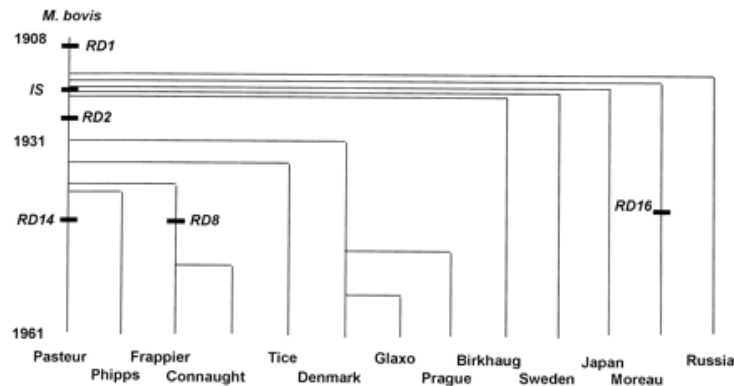 M. bovis
1908
RD1
IS
RD2
1931
RD14
RD8
RD16
1961
Pasteur Frappier Tice Glaxo Birkhaug Japan Russia
Phipps Connaught Denmark Prague Sweden Moreau